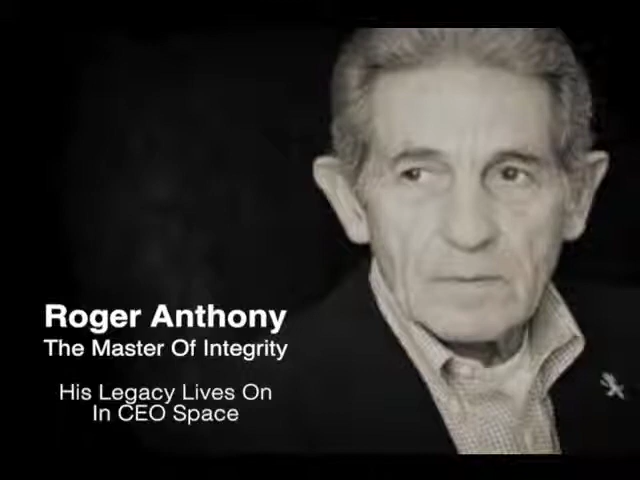 Roger Anthony
The Master Of Integrity
His Legacy Lives On
In CEO Space